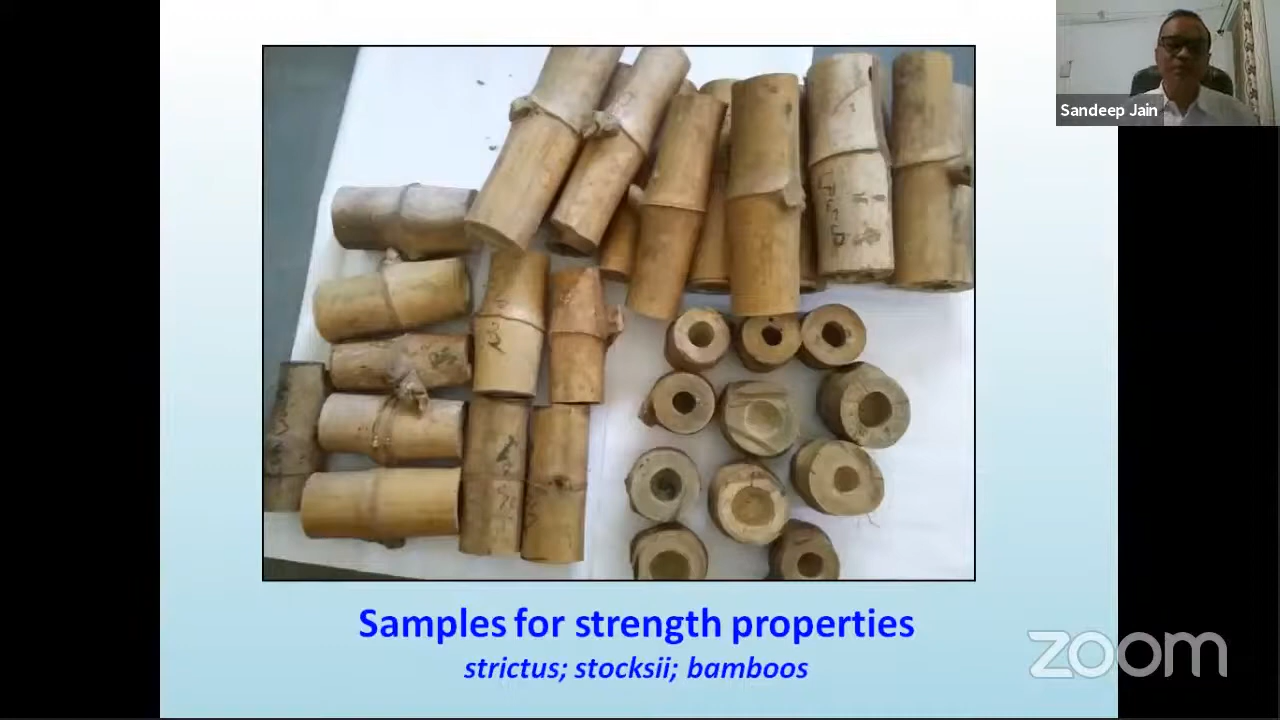 Sandeep Jain
Samples for strength properties
strictus; stocksii; bamboos
zoom